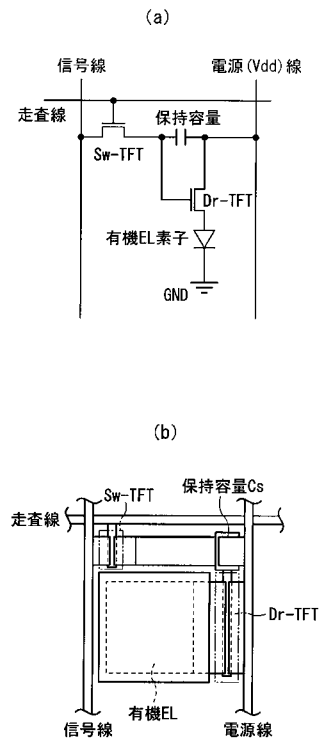 (a)
信号線
電源(Vdd)線
走査線
保持容量
Sw-TFT
Dr-TFT
有機EL素子
GND
(b)
Sw-TFT
保持容量Cs
走査線
Dr-TFT
有機EL
信号線
電源線